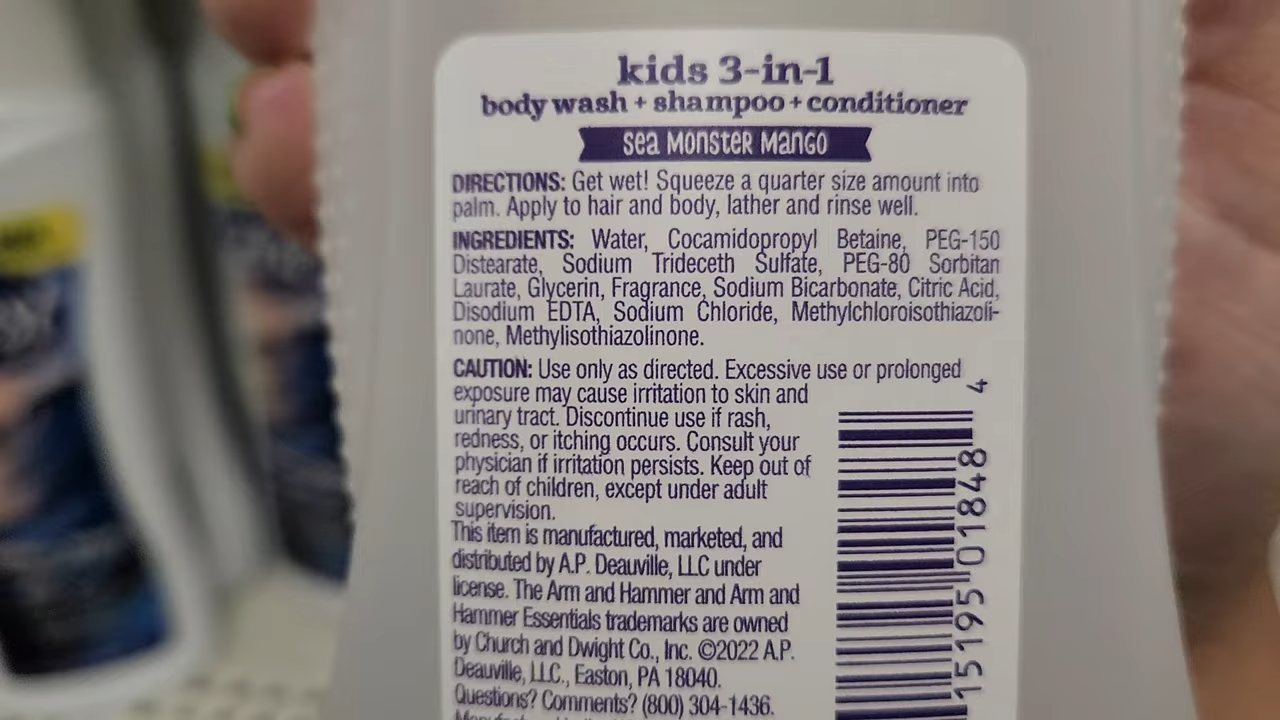 kids 3-in-1
body wash + shampoo + conditioner
sea MONSTER MANGO
DIRECTIONS: Get wet! Squeeze a quarter size amount into
palm. Apply to hair and body, lather and rinse well.
INGREDIENTS: Water, Cocamidopropyl Betaine, PEG-150
Distearate, Sodium Trideceth Sulfate, PEG-80 Sorbitan
Laurate, Glycerin, Fragrance, Sodium Bicarbonate, Citric Acid,
Disodium EDTA, Sodium Chloride, Methylchloroisothiazoli-
none, Methylisothiazolinone.
CAUTION: Use only as directed. Excessive use or prolonged
exposure may cause irritation to skin and
urinary tract. Discontinue use if rash,
redness, or itching occurs. Consult your
physician if irritation persists. Keep out of
reach of children, except under adult
supervision.
This item is manufactured, marketed, and
distributed by A.P. Deauville, LLC under
license. The Arm and Hammer and Arm and
Hammer Essentials trademarks are owned
by Church and Dwight Co., Inc. ©2022 A.P.
Deauville, LLC., Easton, PA 18040.
Questions? Comments? (800) 304-1436.
15195 01848 4